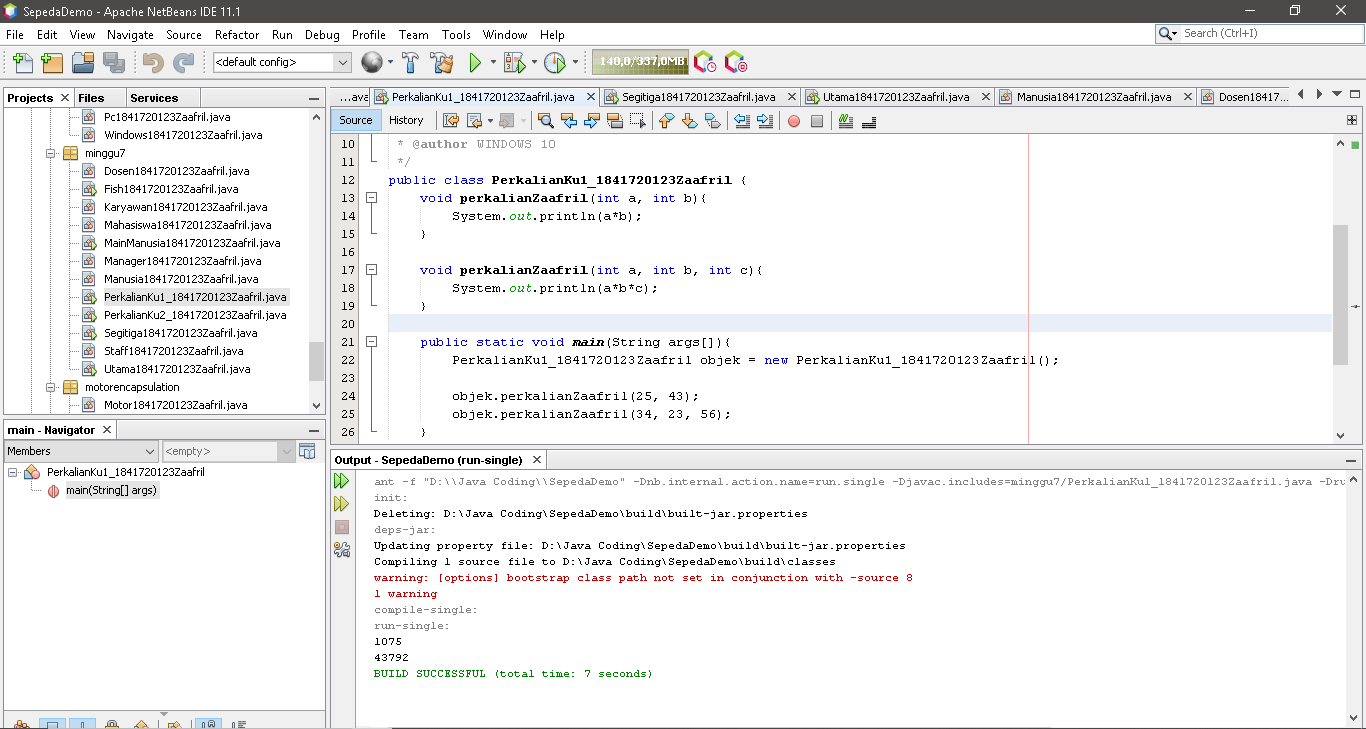 SepedaDemo - Apache NetBeans IDE 11.1
File Edit View Navigate Source Refactor Run Debug Profile Team Tools Window Help
Search (Ctrl+I)
<default config>
140,0/337,0MB
Projects Files Services
Pc1841720123Zaafril.java
Windows1841720123Zaafril.java
minggu7
Dosen1841720123Zaafril.java
Fish1841720123Zaafril.java
Karyawan1841720123Zaafril.java
Mahasiswa1841720123Zaafril.java
MainManusia1841720123Zaafril.java
Manager1841720123Zaafril.java
Manusia1841720123Zaafril.java
PerkalianKu1_1841720123Zaafril.java
PerkalianKu2_1841720123Zaafril.java
Segitiga1841720123Zaafril.java
Staff1841720123Zaafril.java
Utama1841720123Zaafril.java
motorencapsulation
Motor1841720123Zaafril.java
main - Navigator
Members <empty>
PerkalianKu1_1841720123Zaafril
main(String[] args)
...ava PerkalianKu1_1841720123Zaafril.java Segitiga1841720123Zaafril.java Utama1841720123Zaafril.java Manusia1841720123Zaafril.java Dosen18417...
Source History
10 * @author WINDOWS 10
11 */
12 public class PerkalianKu1_1841720123Zaafril {
13 void perkalianZaafril(int a, int b){
14 System.out.println(a*b);
15 }
16
17 void perkalianZaafril(int a, int b, int c){
18 System.out.println(a*b*c);
19 }
20
21 public static void main(String args[]){
22 PerkalianKu1_1841720123Zaafril objek = new PerkalianKu1_1841720123Zaafril();
23
24 objek.perkalianZaafril(25, 43);
25 objek.perkalianZaafril(34, 23, 56);
26 }
Output - SepedaDemo (run-single)
ant -f "D:\\Java Coding\\SepedaDemo" -Dnb.internal.action.name=run.single -Djavac.includes=minggu7/PerkalianKu1_1841720123Zaafril.java -Dru
init:
Deleting: D:\Java Coding\SepedaDemo\build\built-jar.properties
deps-jar:
Updating property file: D:\Java Coding\SepedaDemo\build\built-jar.properties
Compiling 1 source file to D:\Java Coding\SepedaDemo\build\classes
warning: [options] bootstrap class path not set in conjunction with -source 8
1 warning
compile-single:
run-single:
1075
43792
BUILD SUCCESSFUL (total time: 7 seconds)